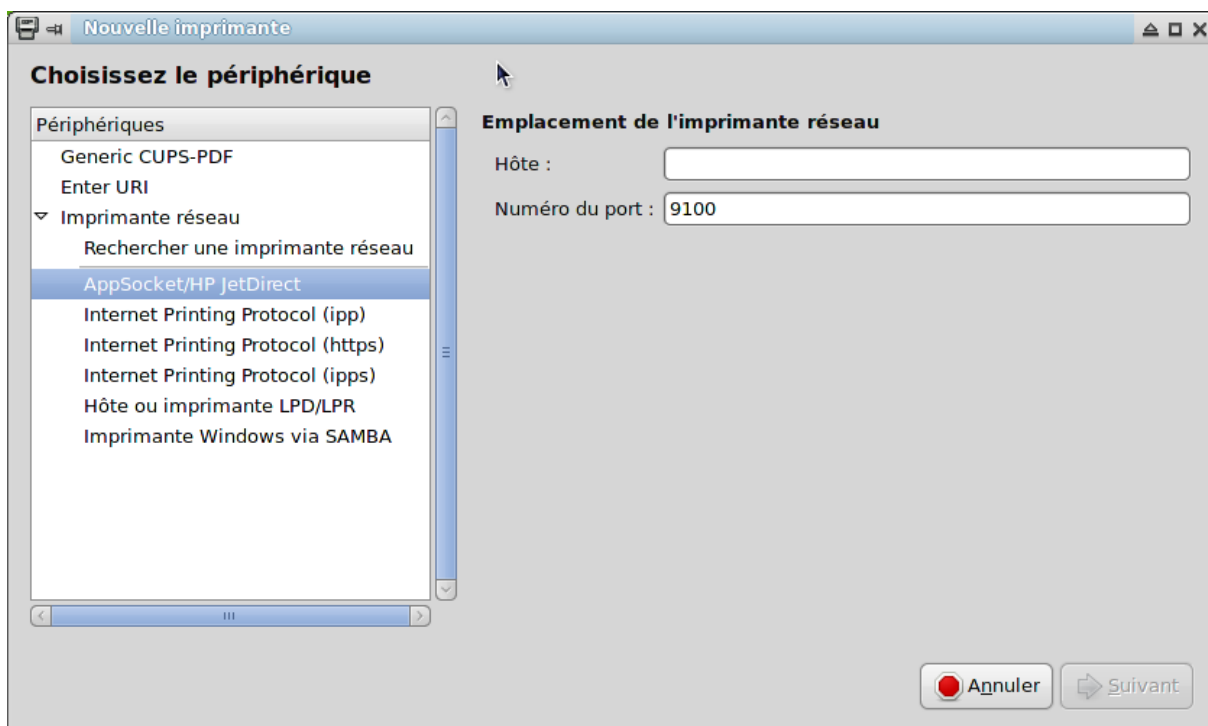 Nouvelle imprimante
Choisissez le périphérique
Périphériques
Generic CUPS-PDF
Enter URI
Imprimante réseau
Rechercher une imprimante réseau
AppSocket/HP JetDirect
Internet Printing Protocol (ipp)
Internet Printing Protocol (https)
Internet Printing Protocol (ipps)
Hôte ou imprimante LPD/LPR
Imprimante Windows via SAMBA
Emplacement de l'imprimante réseau
Hôte :
Numéro du port : 9100
Annuler Suivant